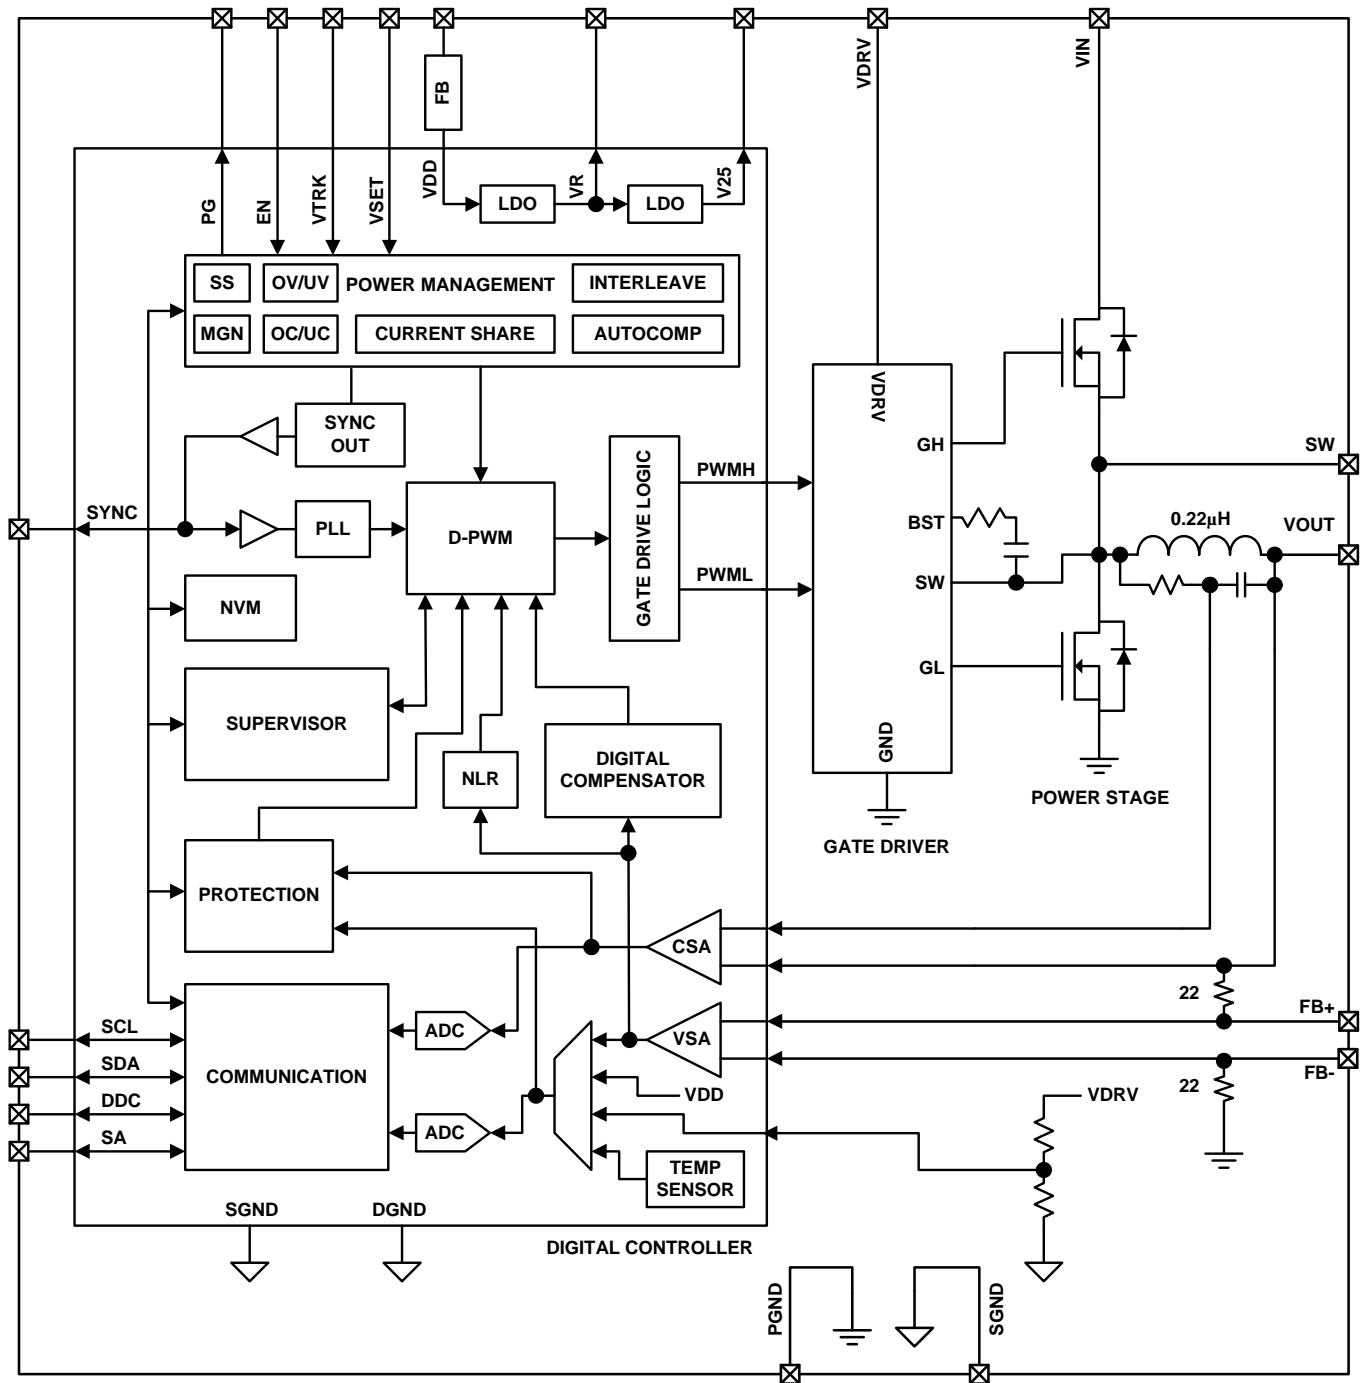 VDRV
VIN
FB
PG
EN
VTRK
VSET
VDD
VR
V25
LDO
LDO
SS
OV/UV
POWER MANAGEMENT
INTERLEAVE
MGN
OC/UC
CURRENT SHARE
AUTOCOMP
SYNC
OUT
SYNC
PLL
D-PWM
GATE DRIVE LOGIC
PWMH
PWML
VDRV
GH
BST
SW
GL
GND
GATE DRIVER
SW
0.22µH
VOUT
POWER STAGE
NVM
SUPERVISOR
NLR
DIGITAL
COMPENSATOR
PROTECTION
CSA
22
FB+
VSA
FB-
22
SCL
SDA
DDC
SA
COMMUNICATION
ADC
ADC
VDD
VDRV
TEMP
SENSOR
SGND
DGND
DIGITAL CONTROLLER
PGND
SGND